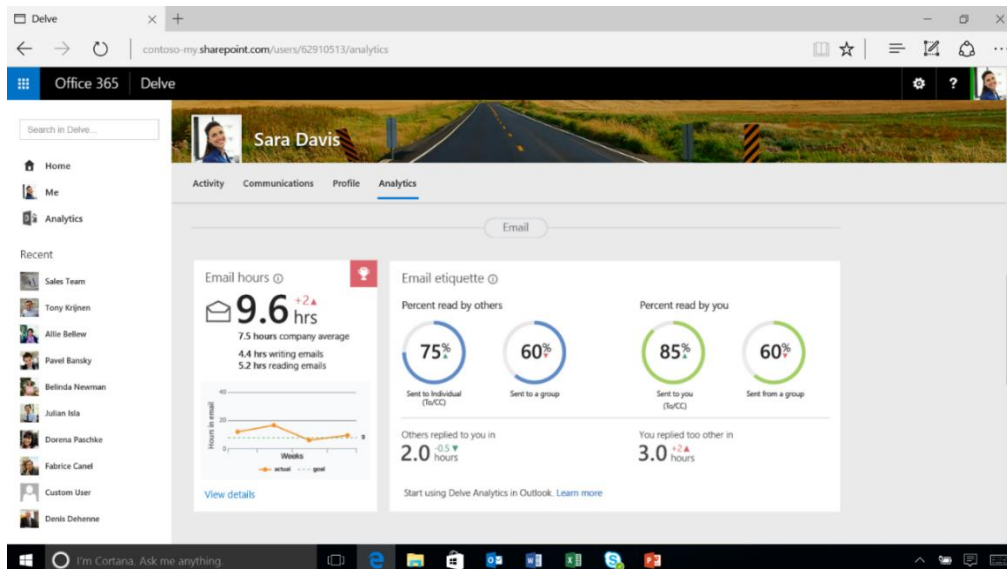 Delve
contoso-my.sharepoint.com/users/62910513/analytics
Office 365 Delve
?
Search in Delve...
Home
Me
Analytics
Recent
Sales Team
Tony Krijnen
Allie Bellew
Pavel Bansky
Belinda Newman
Julian Isla
Dorena Paschke
Fabrice Canel
Custom User
Denis Dehenne
Sara Davis
Activity Communications Profile Analytics
Email
Email hours
9.6 hrs +2
7.5 hours company average
4.4 hrs writing emails
5.2 hrs reading emails
Hours in email
40
20
0
9
Weeks
actual goal
View details
Email etiquette
Percent read by others
75%
Sent to Individual
(To/CC)
60%
Sent to a group
Others replied to you in
2.0 hours -0.5
Percent read by you
85%
Sent to you
(To/CC)
60%
Sent from a group
You replied too other in
3.0 hours +2
Start using Delve Analytics in Outlook. Learn more
I'm Cortana. Ask me anything.